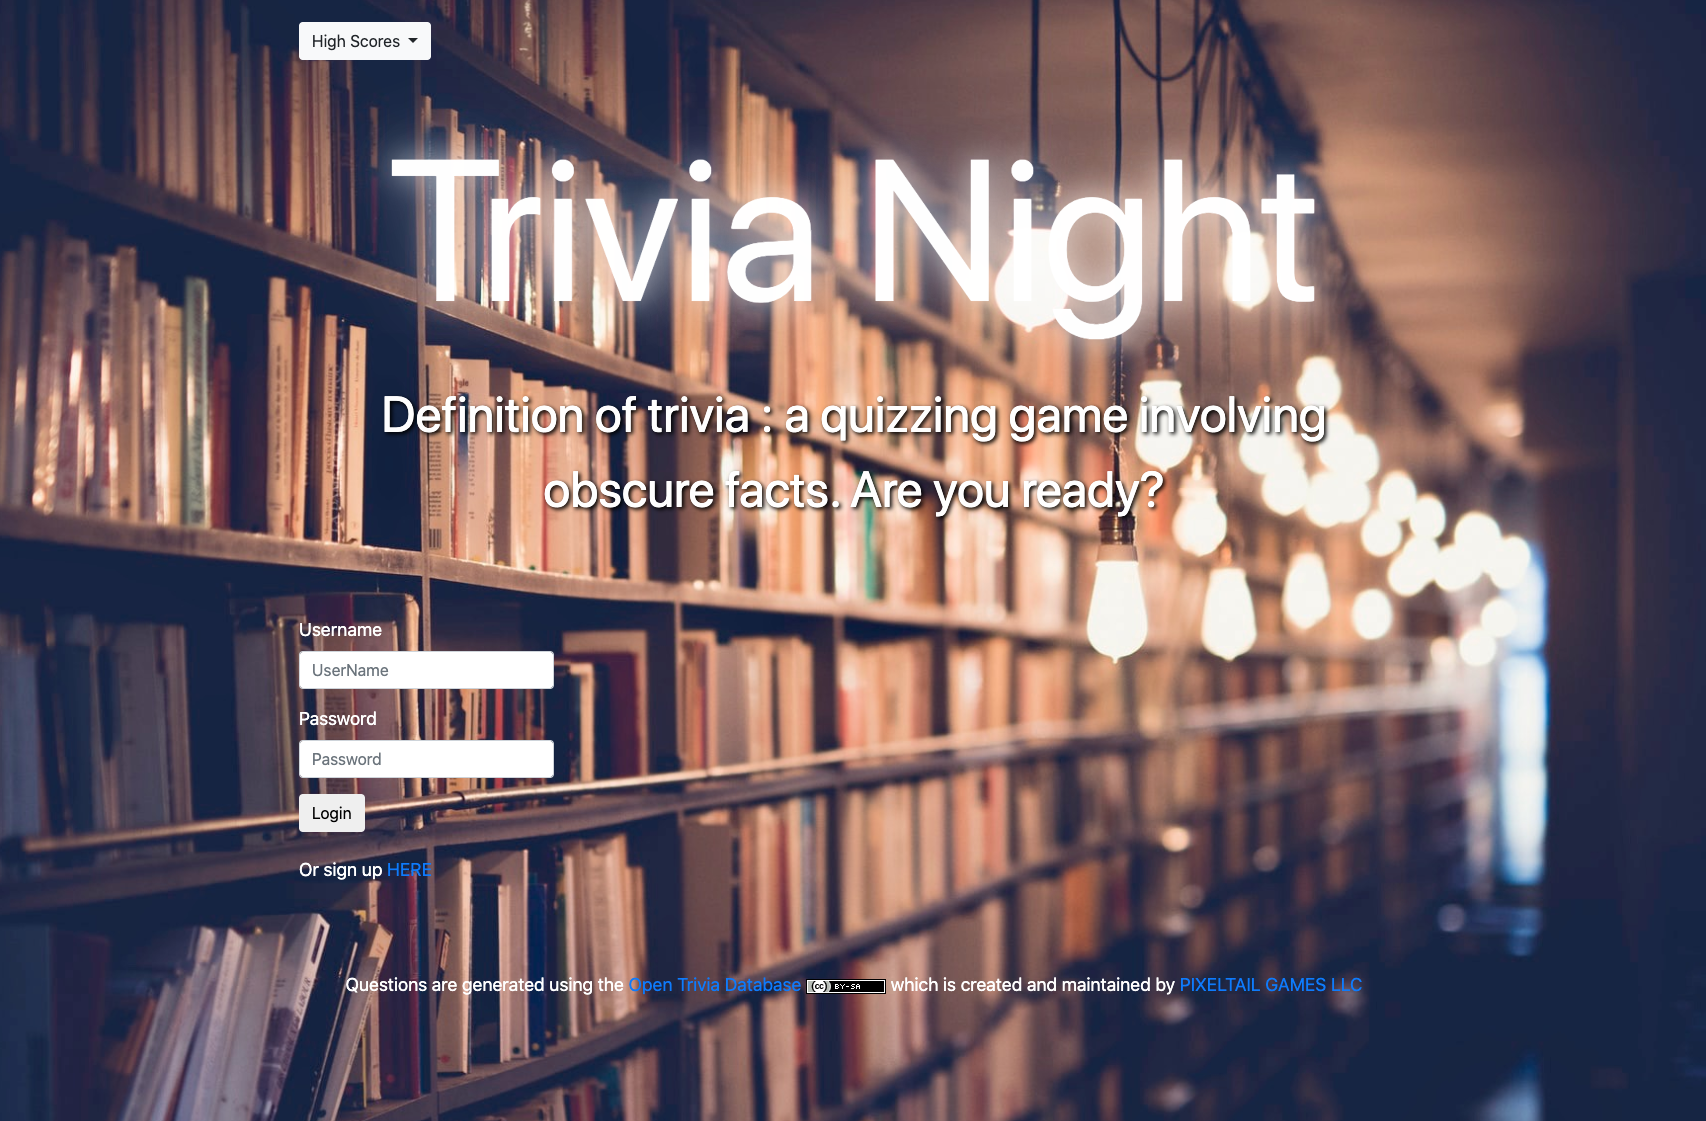 High Scores
Trivia Night
Definition of trivia : a quizzing game involving
obscure facts. Are you ready?
Username
UserName
Password
Password
Login
Or sign up HERE
Questions are generated using the Open Trivia Database (cc) BY-SA which is created and maintained by PIXELTAIL GAMES LLC